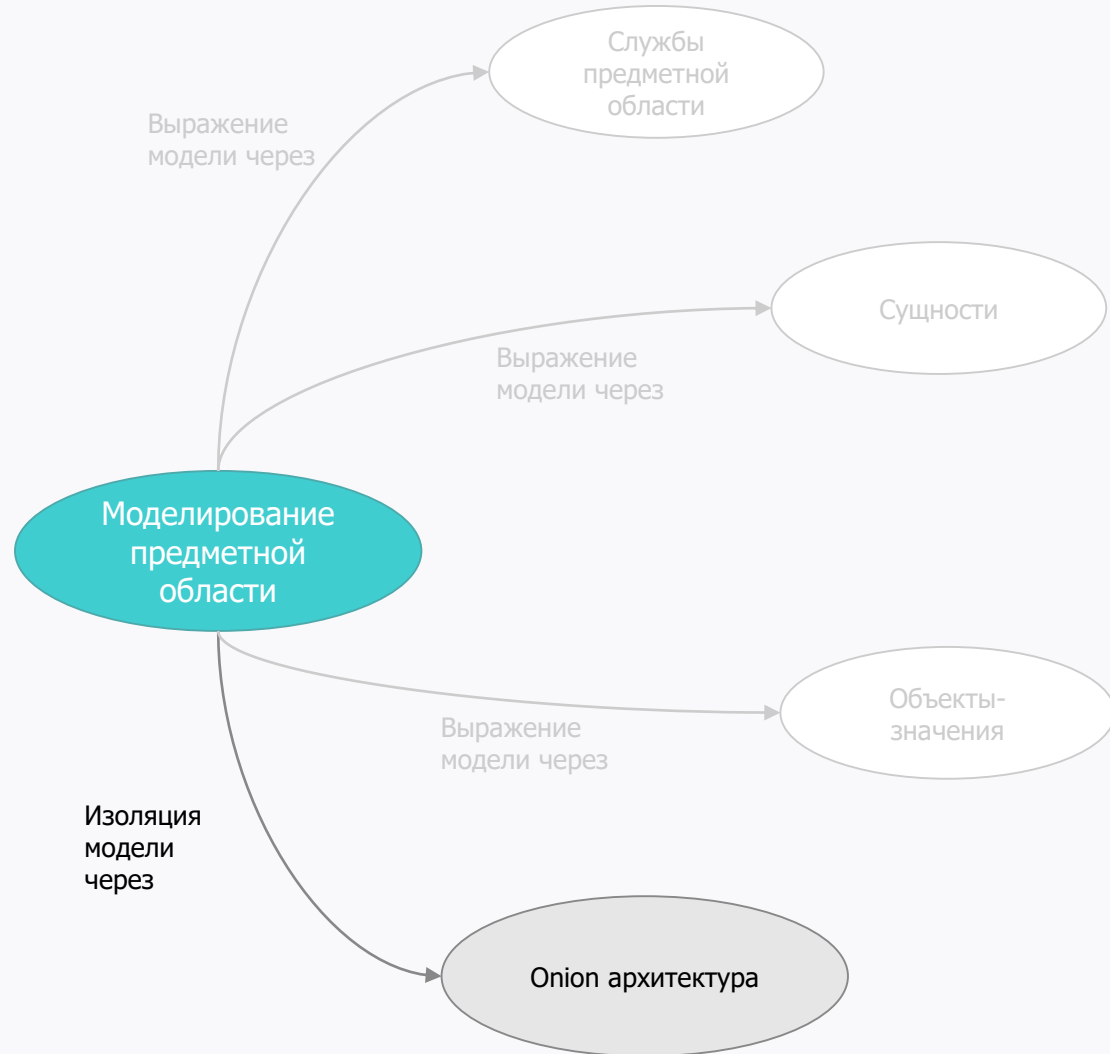 Службы
предметной
области
Выражение
модели через
Сущности
Выражение
модели через
Моделирование
предметной
области
Объекты-
значения
Выражение
модели через
Изоляция
модели
через
Onion архитектура